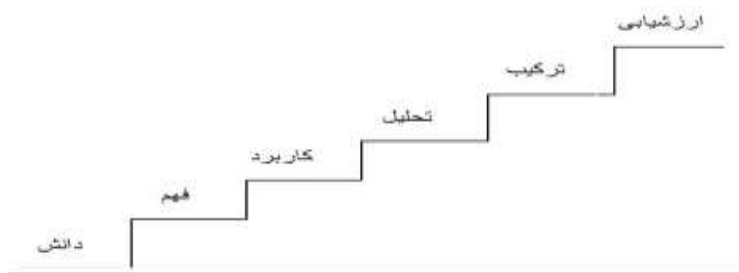 ارزشیابی
ترکیب
تحلیل
کاربرد
فهم
دانش